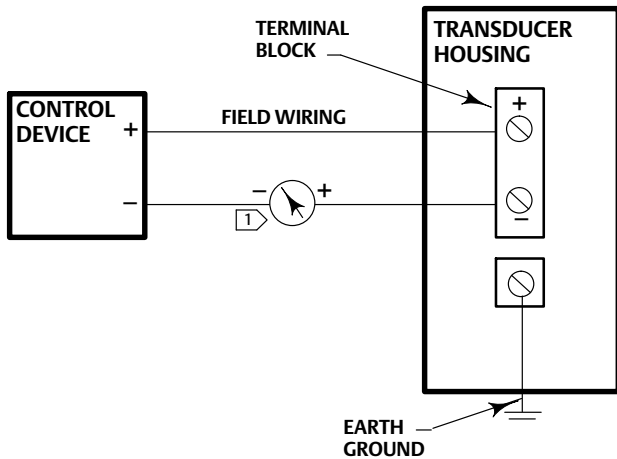 TERMINAL
BLOCK
TRANSDUCER
HOUSING
CONTROL
DEVICE
+
−
FIELD WIRING
− +
1
+
−
EARTH
GROUND